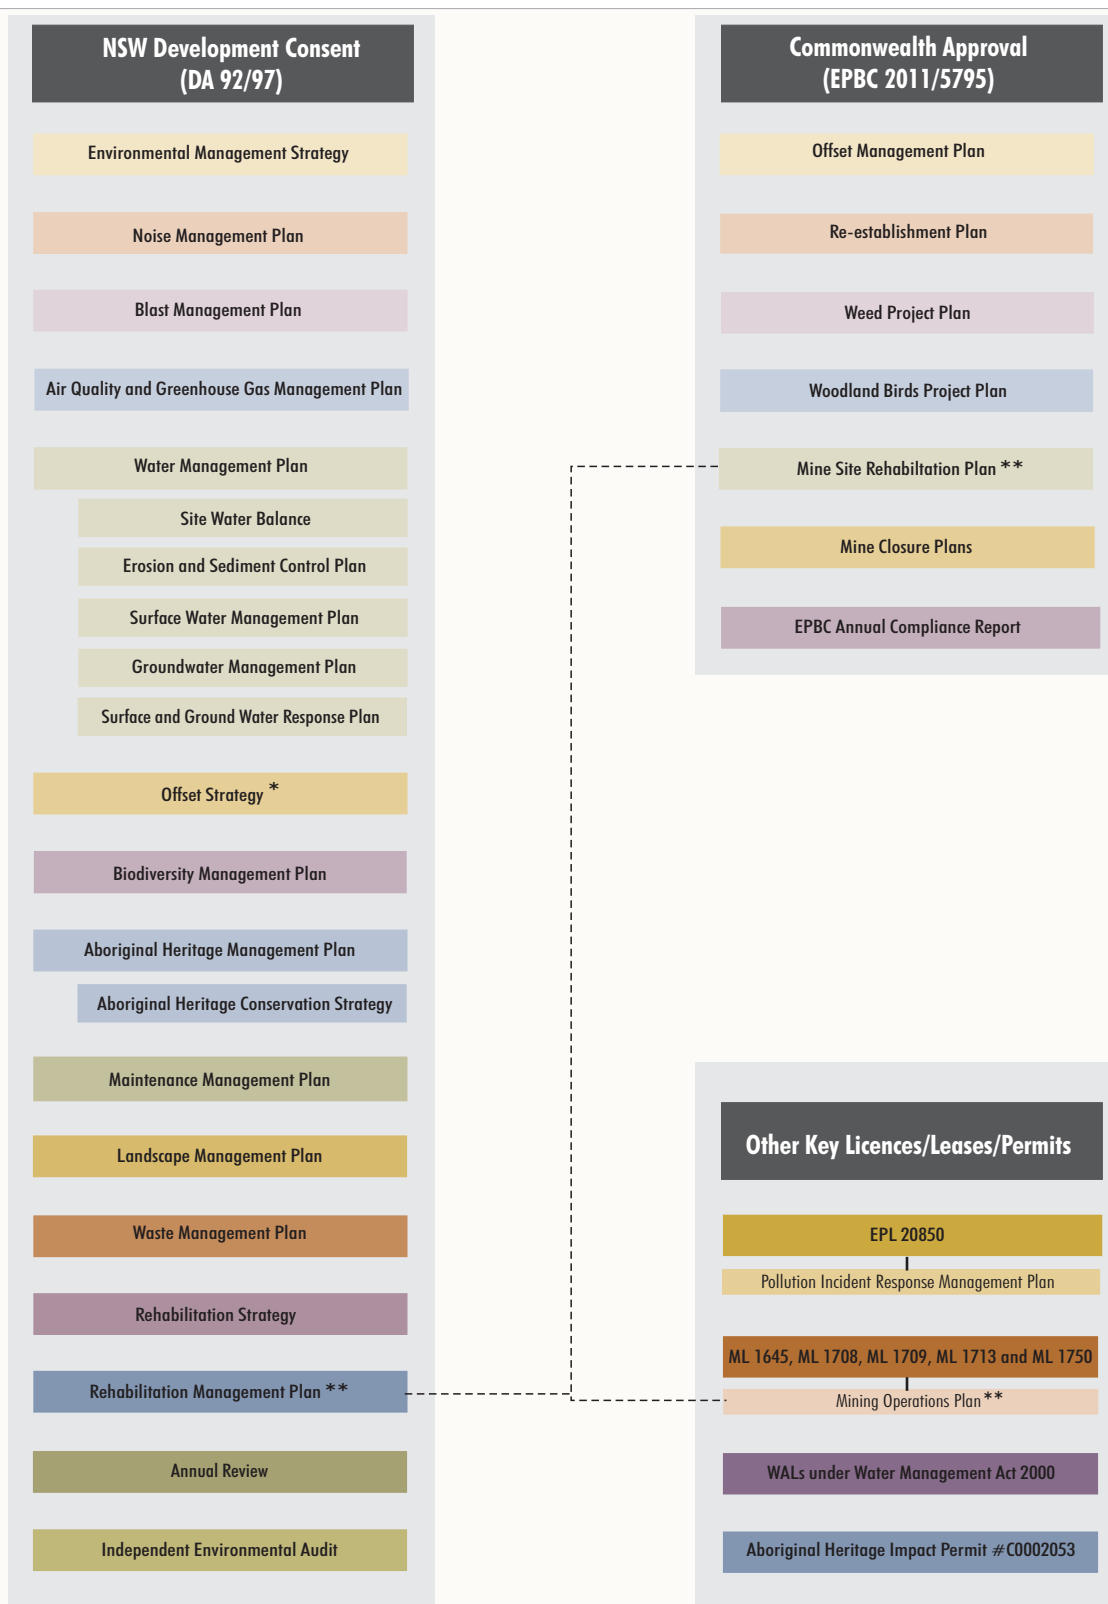 NSW Development Consent
(DA 92/97)
Environmental Management Strategy
Noise Management Plan
Blast Management Plan
Air Quality and Greenhouse Gas Management Plan
Water Management Plan
Site Water Balance
Erosion and Sediment Control Plan
Surface Water Management Plan
Groundwater Management Plan
Surface and Ground Water Response Plan
Offset Strategy *
Biodiversity Management Plan
Aboriginal Heritage Management Plan
Aboriginal Heritage Conservation Strategy
Maintenance Management Plan
Landscape Management Plan
Waste Management Plan
Rehabilitation Strategy
Rehabilitation Management Plan **
Annual Review
Independent Environmental Audit
Commonwealth Approval
(EPBC 2011/5795)
Offset Management Plan
Re-establishment Plan
Weed Project Plan
Woodland Birds Project Plan
Mine Site Rehabiltation Plan **
Mine Closure Plans
EPBC Annual Compliance Report
Other Key Licences/Leases/Permits
EPL 20850
Pollution Incident Response Management Plan
ML 1645, ML 1708, ML 1709, ML 1713 and ML 1750
Mining Operations Plan **
WALs under Water Management Act 2000
Aboriginal Heritage Impact Permit #C0002053